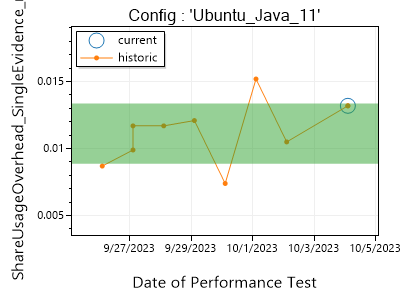 Config : 'Ubuntu_Java_11'
ShareUsageOverhead_SingleEvidence_
current
historic
0.015
0.01
0.005
9/27/2023
9/29/2023
10/1/2023
10/3/2023
10/5/2023
Date of Performance Test